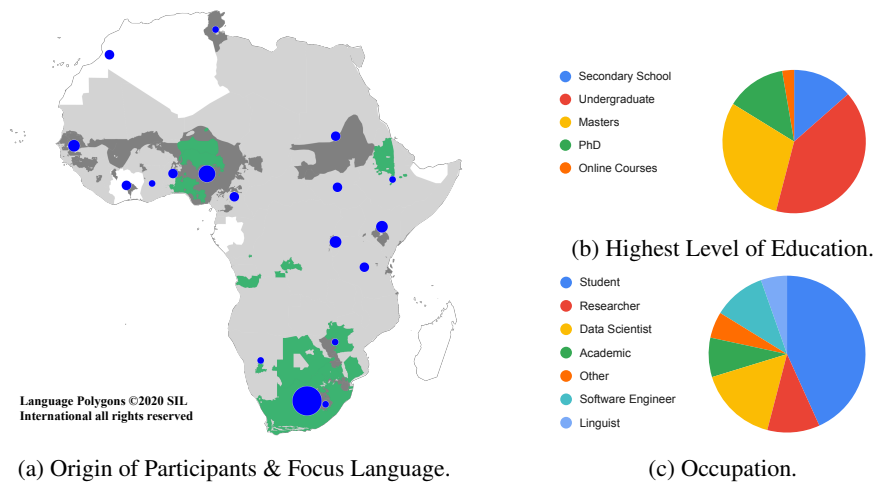 Language Polygons ©2020 SIL
International all rights reserved
(a) Origin of Participants & Focus Language.
Secondary School
Undergraduate
Masters
PhD
Online Courses
(b) Highest Level of Education.
Student
Researcher
Data Scientist
Academic
Other
Software Engineer
Linguist
(c) Occupation.